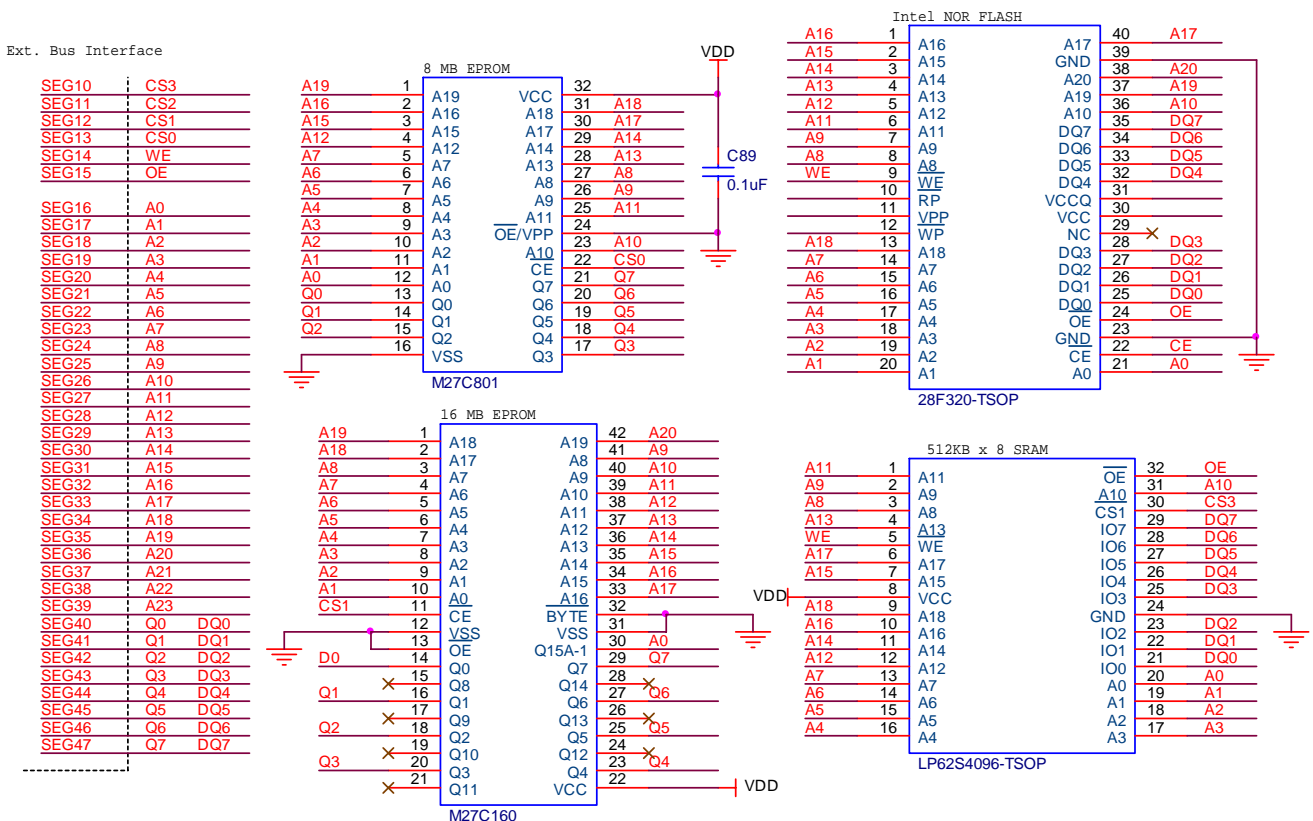 Ext. Bus Interface
SEG10 CS3
SEG11 CS2
SEG12 CS1
SEG13 CS0
SEG14 WE
SEG15 OE
SEG16 A0
SEG17 A1
SEG18 A2
SEG19 A3
SEG20 A4
SEG21 A5
SEG22 A6
SEG23 A7
SEG24 A8
SEG25 A9
SEG26 A10
SEG27 A11
SEG28 A12
SEG29 A13
SEG30 A14
SEG31 A15
SEG32 A16
SEG33 A17
SEG34 A18
SEG35 A19
SEG36 A20
SEG37 A21
SEG38 A22
SEG39 A23
SEG40 Q0 DQ0
SEG41 Q1 DQ1
SEG42 Q2 DQ2
SEG43 Q3 DQ3
SEG44 Q4 DQ4
SEG45 Q5 DQ5
SEG46 Q6 DQ6
SEG47 Q7 DQ7
8 MB EPROM
A19 1 A19 VCC 32
A16 2 A16 A18 31 A18
A15 3 A15 A17 30 A17
A12 4 A12 A14 29 A14
A7 5 A7 A13 28 A13
A6 6 A6 A8 27 A8
A5 7 A5 A9 26 A9
A4 8 A4 A11 25 A11
A3 9 A3 OE/VPP 24
A2 10 A2 A10 23 A10
A1 11 A1 CE 22 CS0
A0 12 A0 Q7 21 Q7
Q0 13 Q0 Q6 20 Q6
Q1 14 Q1 Q5 19 Q5
Q2 15 Q2 Q4 18 Q4
16 VSS Q3 17 Q3
M27C801
VDD
C89
0.1uF
16 MB EPROM
A19 1 A18 A19 42 A20
A18 2 A17 A8 41 A9
A8 3 A7 A9 40 A10
A7 4 A6 A10 39 A11
A6 5 A5 A11 38 A12
A5 6 A4 A12 37 A13
A4 7 A3 A13 36 A14
A3 8 A2 A14 35 A15
A2 9 A1 A15 34 A16
A1 10 A0 A16 33 A17
CS1 11 CE BYTE 32
12 VSS VSS 31
13 OE Q15A-1 30 A0
D0 14 Q0 Q7 29 Q7
15 Q8 Q14 28
Q1 16 Q1 Q6 27 Q6
17 Q9 Q13 26
Q2 18 Q2 Q5 25 Q5
19 Q10 Q12 24
Q3 20 Q3 Q4 23 Q4
21 Q11 VCC 22 VDD
M27C160
Intel NOR FLASH
A16 1 A16 A17 40 A17
A15 2 A15 GND 39
A14 3 A14 A20 38 A20
A13 4 A13 A19 37 A19
A12 5 A12 A10 36 A10
A11 6 A11 DQ7 35 DQ7
A9 7 A9 DQ6 34 DQ6
A8 8 A8 DQ5 33 DQ5
WE 9 WE DQ4 32 DQ4
10 RP VCCQ 31
11 VPP VCC 30
12 WP NC 29
A18 13 A18 DQ3 28 DQ3
A7 14 A7 DQ2 27 DQ2
A6 15 A6 DQ1 26 DQ1
A5 16 A5 DQ0 25 DQ0
A4 17 A4 OE 24 OE
A3 18 A3 GND 23
A2 19 A2 CE 22 CE
A1 20 A1 A0 21 A0
28F320-TSOP
512KB x 8 SRAM
A11 1 A11 OE 32 OE
A9 2 A9 A10 31 A10
A8 3 A8 CS1 30 CS3
A13 4 A13 IO7 29 DQ7
WE 5 WE IO6 28 DQ6
A17 6 A17 IO5 27 DQ5
A15 7 A15 IO4 26 DQ4
VDD 8 VCC IO3 25 DQ3
A18 9 A18 GND 24
A16 10 A16 IO2 23 DQ2
A14 11 A14 IO1 22 DQ1
A12 12 A12 IO0 21 DQ0
A7 13 A7 A0 20 A0
A6 14 A6 A1 19 A1
A5 15 A5 A2 18 A2
A4 16 A4 A3 17 A3
LP62S4096-TSOP